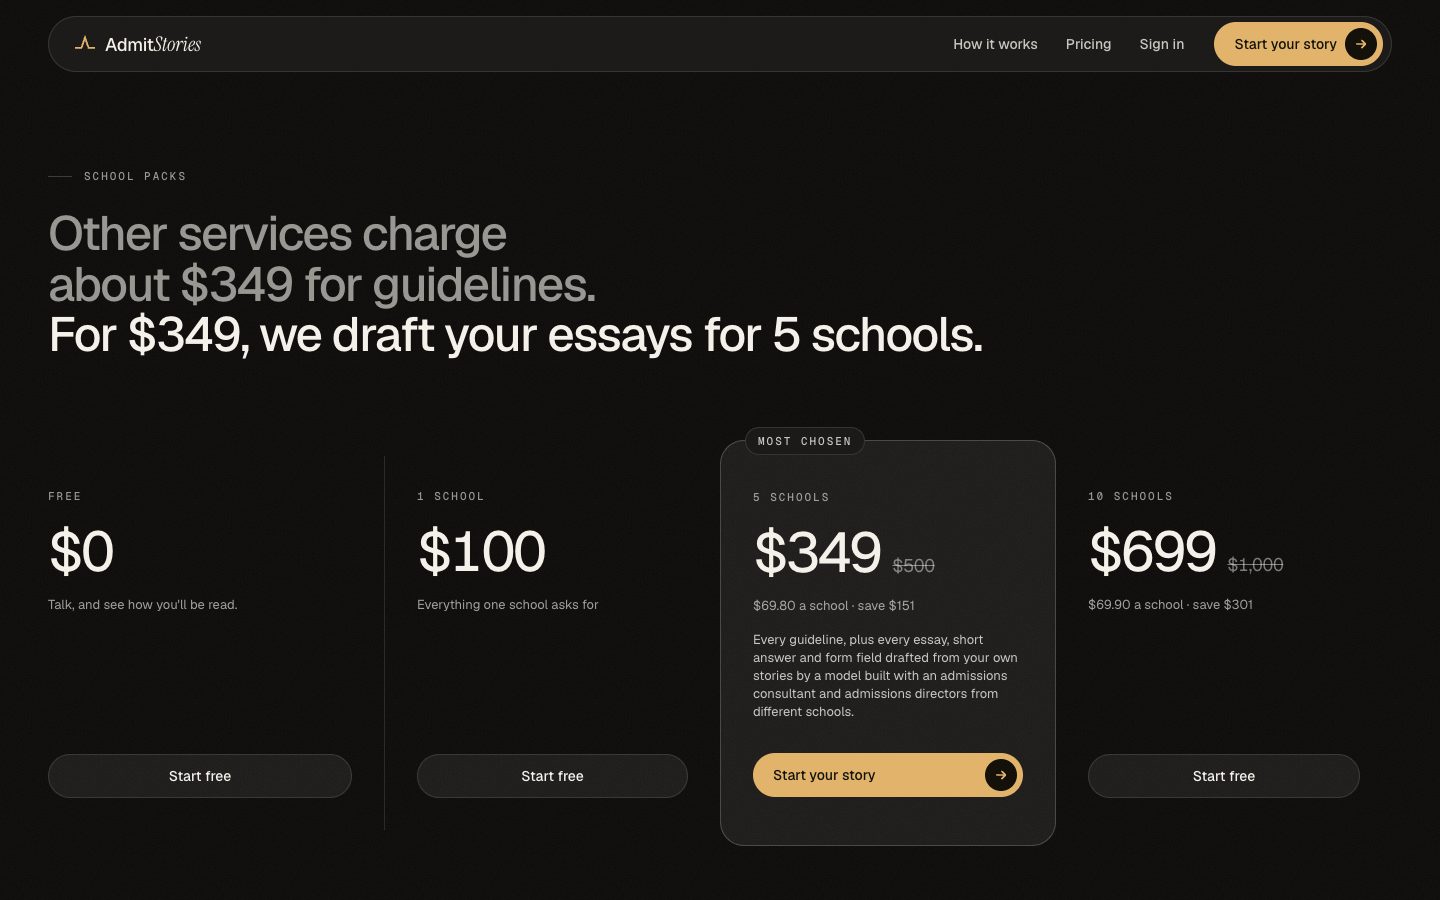 AdmitStories
How it works
Pricing
Sign in
Start your story
SCHOOL PACKS
Other services charge
about $349 for guidelines.
For $349, we draft your essays for 5 schools.
FREE
$0
Talk, and see how you'll be read.
Start free
1 SCHOOL
$100
Everything one school asks for
Start free
MOST CHOSEN
5 SCHOOLS
$349 $500
$69.80 a school · save $151
Every guideline, plus every essay, short
answer and form field drafted from your own
stories by a model built with an admissions
consultant and admissions directors from
different schools.
Start your story
10 SCHOOLS
$699 $1,000
$69.90 a school · save $301
Start free